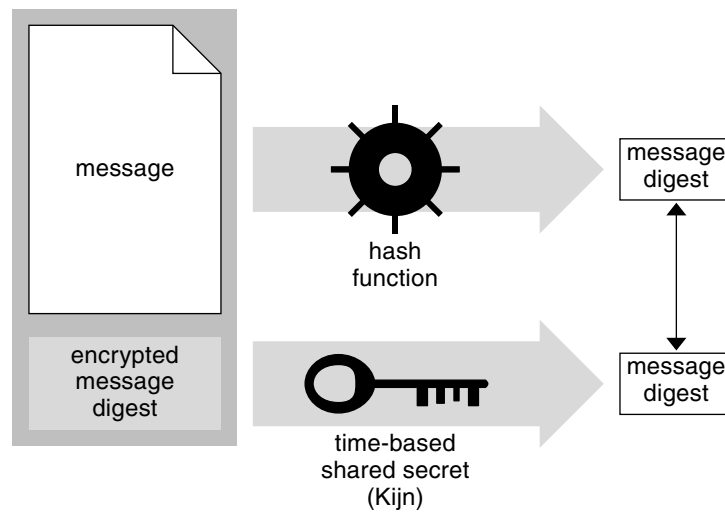 message
hash
function
message
digest
encrypted
message
digest
time-based
shared secret
(Kijn)
message
digest